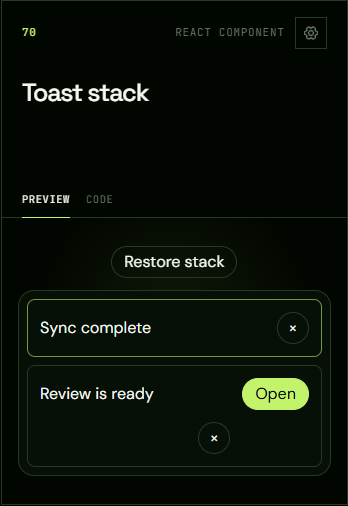 70 REACT COMPONENT
Toast stack
PREVIEW CODE
Restore stack
Sync complete ×
Review is ready Open
×